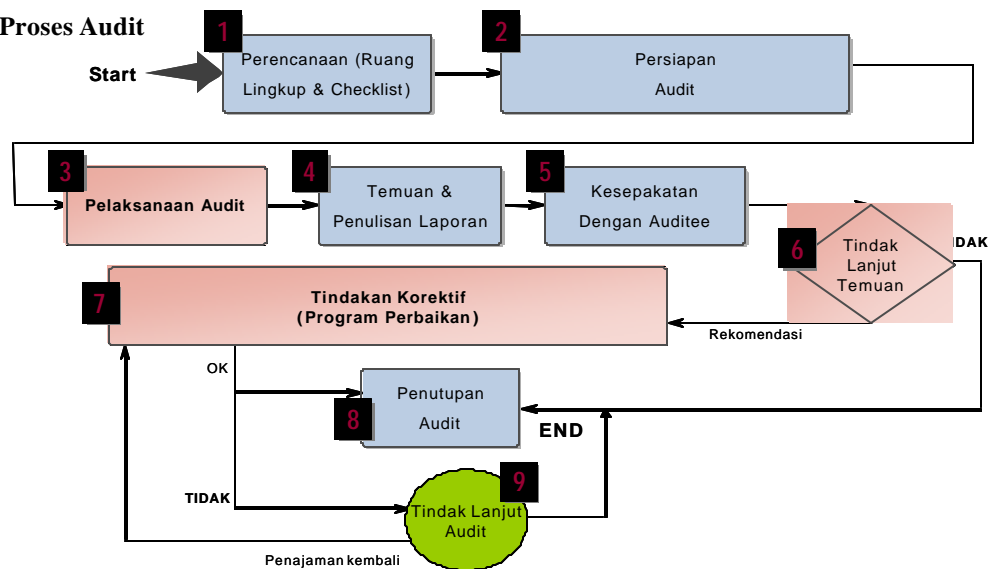 Proses Audit
Start
1
Perencanaan (Ruang
Lingkup & Checklist)
2
Persiapan
Audit
3
Pelaksanaan Audit
4
Temuan &
Penulisan Laporan
5
Kesepakatan
Dengan Auditee
6
Tindak
Lanjut
Temuan
IDAK
7
Tindakan Korektif
(Program Perbaikan)
Rekomendasi
OK
8
Penutupan
Audit
END
TIDAK
9
Tindak Lanjut
Audit
Penajaman kembali